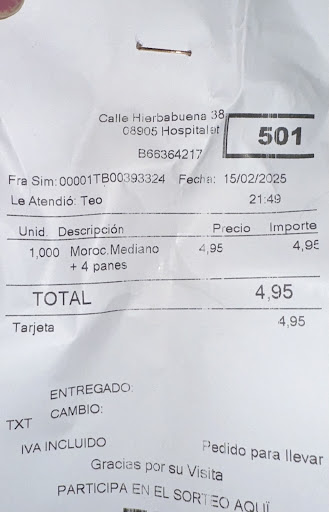 Calle Hierbabuena 38
08905 Hospitalet
501
B66364217
Fra Sim: 00001TB00393324 Fecha: 15/02/2025
Le Atendió: Teo 21:49
Unid. Descripción Precio Importe
1,000 Moroc.Mediano 4,95 4,95
+ 4 panes
TOTAL 4,95
Tarjeta 4,95
ENTREGADO:
CAMBIO:
TXT
IVA INCLUIDO Pedido para llevar
Gracias por su Visita
PARTICIPA EN EL SORTEO AQUÏ